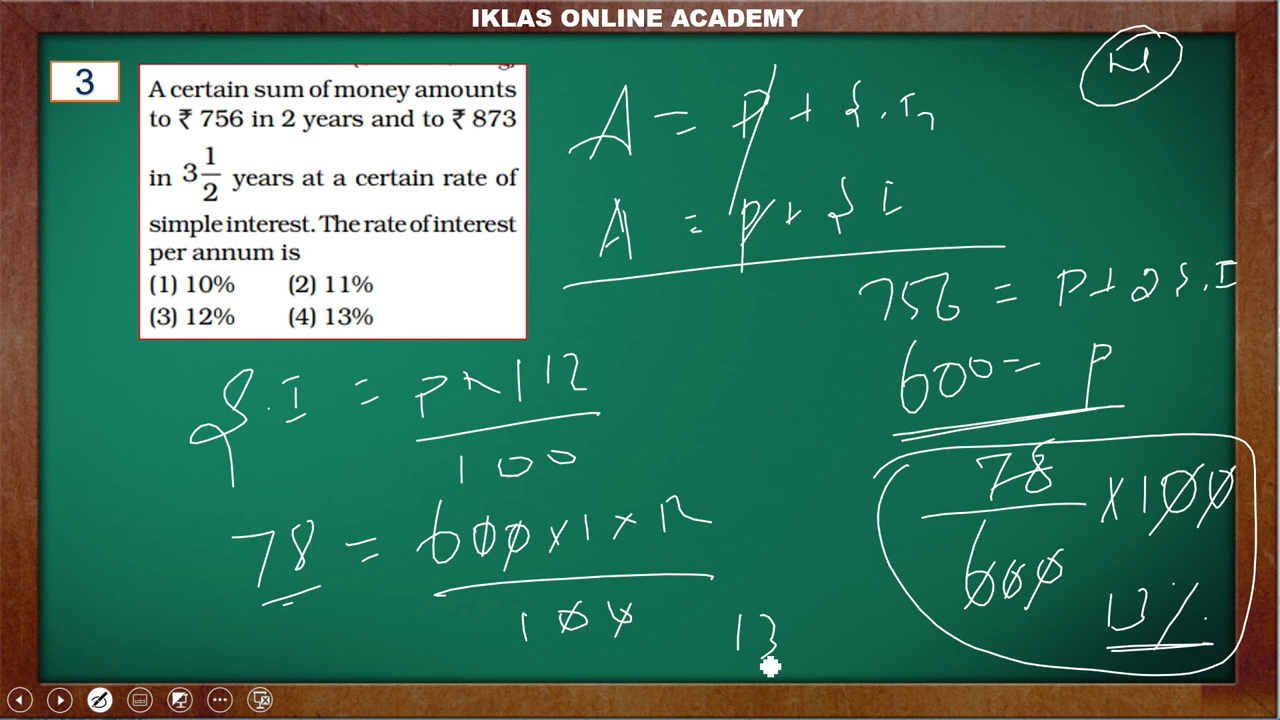 IKLAS ONLINE ACADEMY
3
A certain sum of money amounts
to ₹ 756 in 2 years and to ₹ 873
in 3 1/2 years at a certain rate of
simple interest. The rate of interest
per annum is
(1) 10% (2) 11%
(3) 12% (4) 13%
A = P + S.I
A = P + S I
756 = P + 2 S.I
600 = P
78
600
× 100
13%
S.I =
100
78 = 600 × 1 × R
100
13